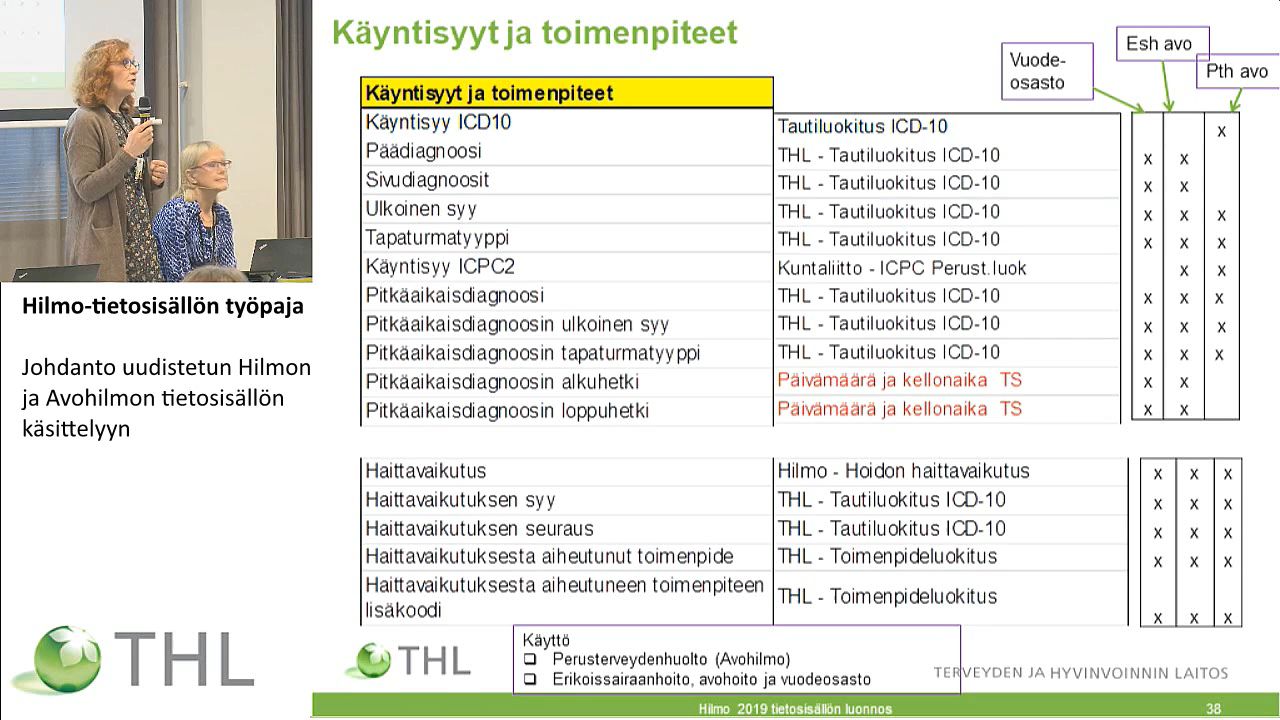 Käyntisyyt ja toimenpiteet
Vuode-
osasto
Esh avo
Pth avo
Käyntisyyt ja toimenpiteet
Käyntisyy ICD10 Tautiluokitus ICD-10 x
Päädiagnoosi THL - Tautiluokitus ICD-10 x x
Sivudiagnoosit THL - Tautiluokitus ICD-10 x x
Ulkoinen syy THL - Tautiluokitus ICD-10 x x x
Tapaturmatyyppi THL - Tautiluokitus ICD-10 x x x
Käyntisyy ICPC2 Kuntaliitto - ICPC Perust.luok x x
Pitkäaikaisdiagnoosi THL - Tautiluokitus ICD-10 x x x
Pitkäaikaisdiagnoosin ulkoinen syy THL - Tautiluokitus ICD-10 x x x
Pitkäaikaisdiagnoosin tapaturmatyyppi THL - Tautiluokitus ICD-10 x x x
Pitkäaikaisdiagnoosin alkuhetki Päivämäärä ja kellonaika TS x x
Pitkäaikaisdiagnoosin loppuhetki Päivämäärä ja kellonaika TS x x
Haittavaikutus Hilmo - Hoidon haittavaikutus x x x
Haittavaikutuksen syy THL - Tautiluokitus ICD-10 x x x
Haittavaikutuksen seuraus THL - Tautiluokitus ICD-10 x x x
Haittavaikutuksesta aiheutunut toimenpide THL - Toimenpideluokitus x x x
Haittavaikutuksesta aiheutuneen toimenpiteen
lisäkoodi THL - Toimenpideluokitus x x x
Käyttö
Perusterveydenhuolto (Avohilmo)
Erikoissairaanhoito, avohoito ja vuodeosasto
THL
TERVEYDEN JA HYVINVOINNIN LAITOS
Hilmo 2019 tietosisällön luonnos 38
Hilmo-tietosisällön työpaja
Johdanto uudistetun Hilmon
ja Avohilmon tietosisällön
käsittelyyn
THL